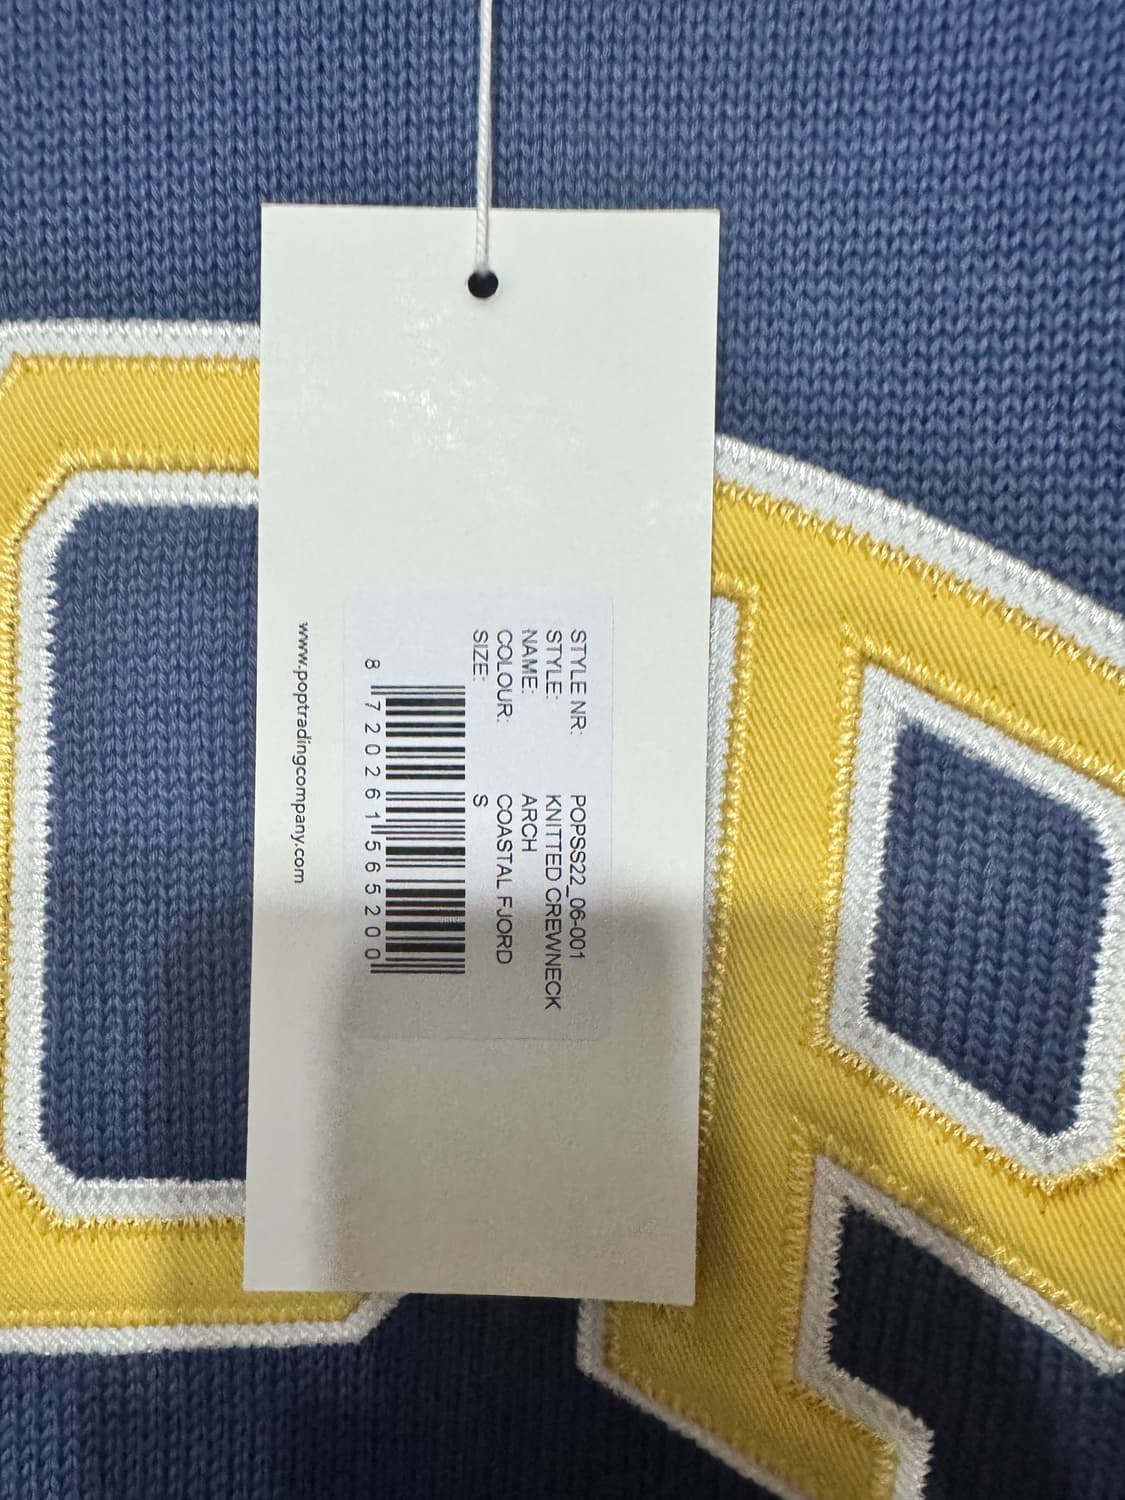 STYLE NR: POPSS22_06-001
STYLE: KNITTED CREWNECK
NAME: ARCH
COLOUR: COASTAL FJORD
SIZE: S
8 720261 565200
www.poptradingcompany.com
OP